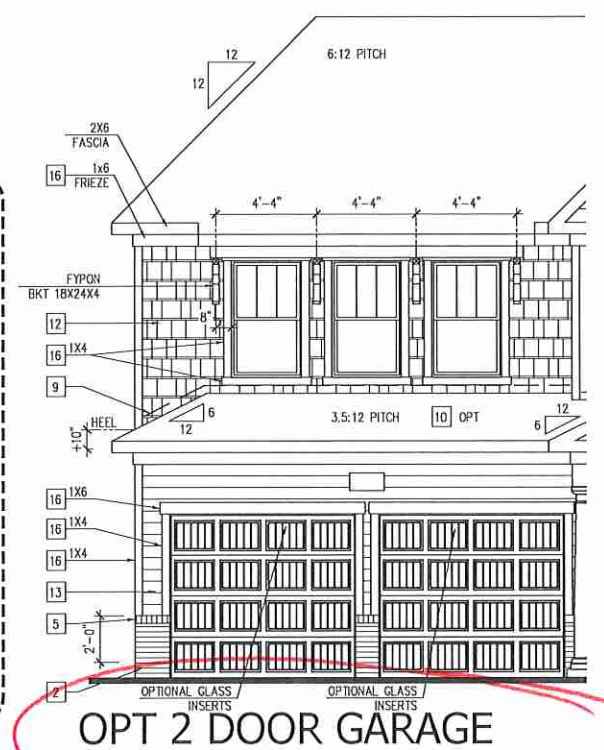 12
12
6:12 PITCH
2X6
FASCIA
16
1x6
FRIEZE
4'-4"
4'-4"
4'-4"
FYPON
BKT 18X24X4
8"
12
16
1X4
9
HEEL
+10"
12
6
3.5:12 PITCH
10
OPT
12
6
16
1X6
16
1X4
16
1X4
13
5
2'-0"
2
OPTIONAL GLASS
INSERTS
OPTIONAL GLASS
INSERTS
OPT 2 DOOR GARAGE